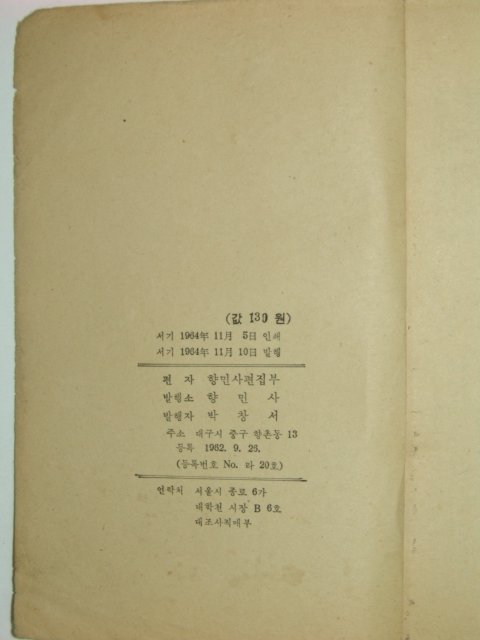 (값 130 원)
서기 1964年 11月 5日 인쇄
서기 1964年 11月 10日 발행
편 자 향민사편집부
발행소 향 민 사
발행자 박 창 서
주소 대구시 중구 향촌동 13
등록 1962. 9. 26.
(등록번호 No. 라 20호)
연락처 서울시 종로 6가
대학천 시장 B 6호
대조사직매부